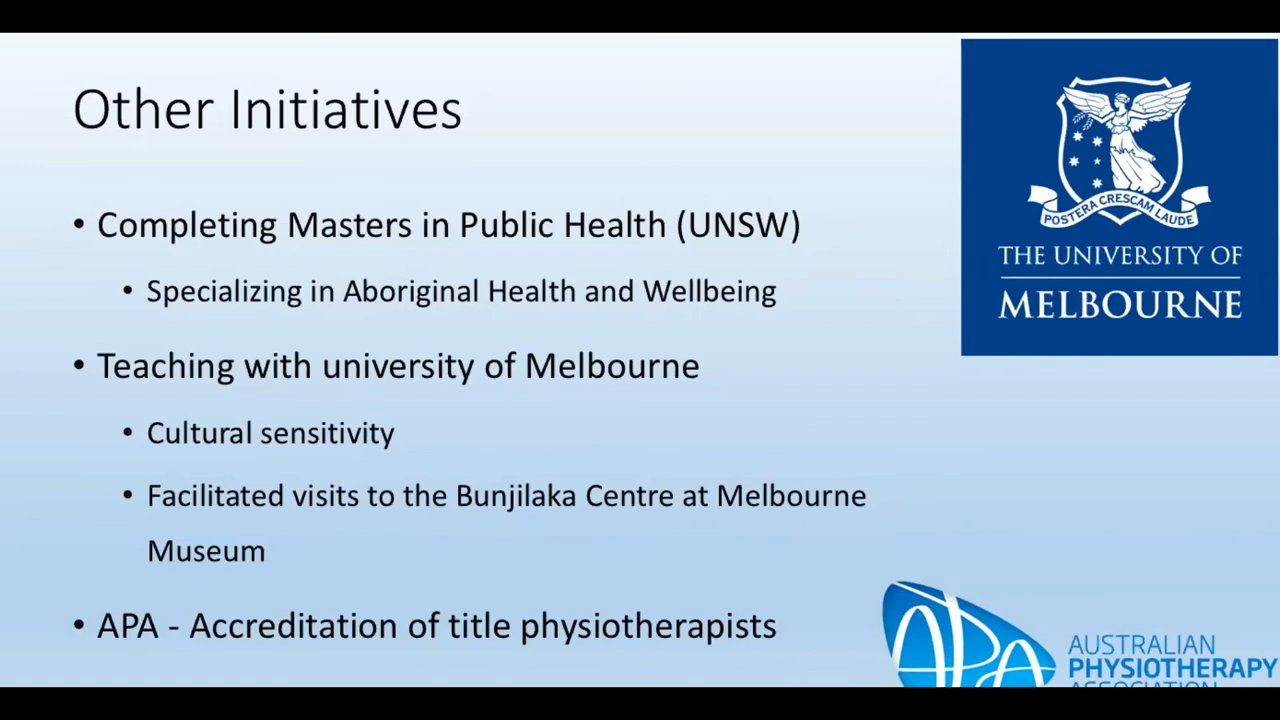 Other Initiatives
• Completing Masters in Public Health (UNSW)
• Specializing in Aboriginal Health and Wellbeing
• Teaching with university of Melbourne
• Cultural sensitivity
• Facilitated visits to the Bunjilaka Centre at Melbourne
Museum
• APA - Accreditation of title physiotherapists
POSTERA CRESCAM LAUDE
THE UNIVERSITY OF
MELBOURNE
APA
AUSTRALIAN
PHYSIOTHERAPY
ASSOCIATION